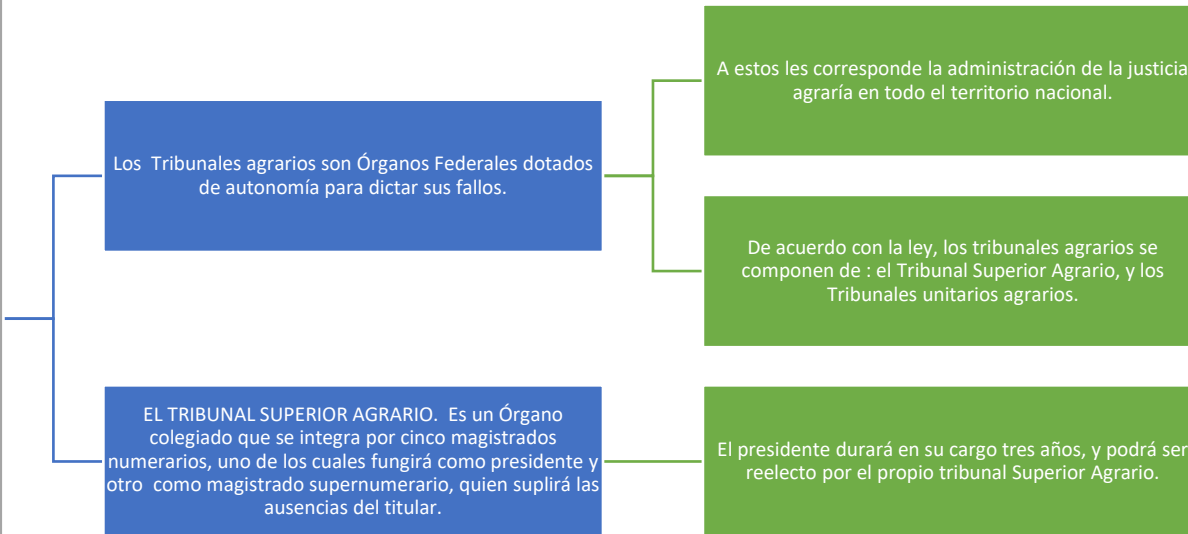 Los  Tribunales agrarios son Órganos Federales dotados
de autonomía para dictar sus fallos.
A estos les corresponde la administración de la justicia
agraría en todo el territorio nacional.
De acuerdo con la ley, los tribunales agrarios se
componen de : el Tribunal Superior Agrario, y los
Tribunales unitarios agrarios.
EL TRIBUNAL SUPERIOR AGRARIO.  Es un Órgano
colegiado que se integra por cinco magistrados
numerarios, uno de los cuales fungirá como presidente y
otro  como magistrado supernumerario, quien suplirá las
ausencias del titular.
El presidente durará en su cargo tres años, y podrá ser
reelecto por el propio tribunal Superior Agrario.